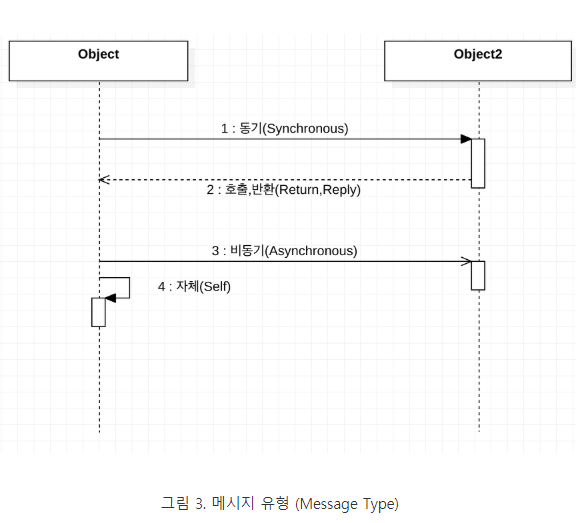 Object
Object2
1 : 동기(Synchronous)
2 : 호출,반환(Return,Reply)
3 : 비동기(Asynchronous)
4 : 자체(Self)
그림 3. 메시지 유형 (Message Type)